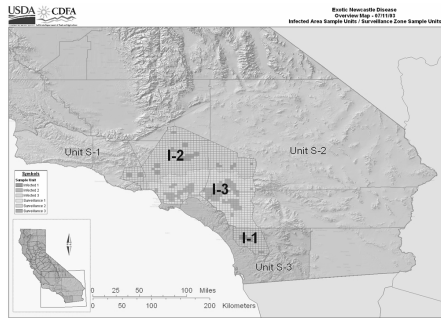 USDA CDFA
Exotic Newcastle Disease
Overview Map - 07/11/03
Infected Area Sample Units / Surveillance Zone Sample Units
Unit S-1
I-2
Unit S-2
I-3
I-1
Unit S-3
Symbols
Sample Unit
Infected 1
Infected 2
Infected 3
Surveillance 1
Surveillance 2
Surveillance 3
0 25 50 100 Miles
0 50 100 200 Kilometers